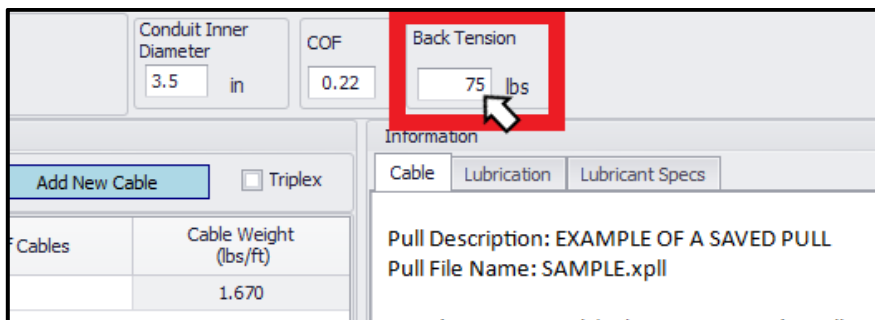 Conduit Inner
Diameter
3.5 in
COF
0.22
Back Tension
75 lbs
Information
Add New Cable
Triplex
Cable Lubrication Lubricant Specs
Cables
Cable Weight
(lbs/ft)
1.670
Pull Description: EXAMPLE OF A SAVED PULL
Pull File Name: SAMPLE.xpll